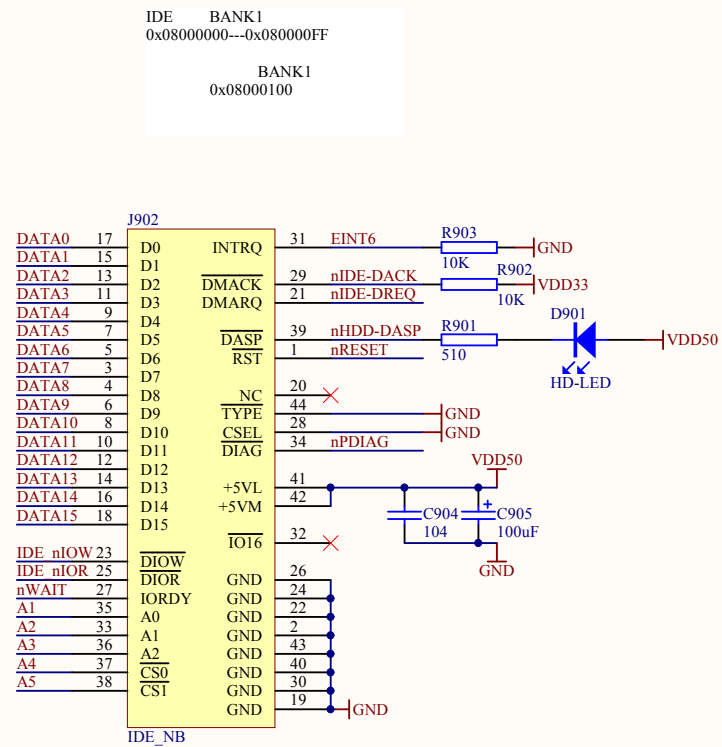 IDE BANK1
0x08000000---0x080000FF
BANK1
0x08000100
J902
DATA0 17 D0 INTRQ 31 EINT6 R903 10K GND
DATA1 15 D1
DATA2 13 D2 DMACK 29 nIDE-DACK R902 10K VDD33
DATA3 11 D3 DMARQ 21 nIDE-DREQ
DATA4 9 D4 D901
DATA5 7 D5 DASP 39 nHDD-DASP R901 510 VDD50
DATA6 5 D6 RST 1 nRESET
DATA7 3 D7 HD-LED
DATA8 4 D8 NC 20
DATA9 6 D9 TYPE 44 GND
DATA10 8 D10 CSEL 28 GND
DATA11 10 D11 DIAG 34 nPDIAG
DATA12 12 D12 VDD50
DATA13 14 D13 +5VL 41
DATA14 16 D14 +5VM 42 C904 104 + C905 100uF
DATA15 18 D15
IO16 32
IDE_nIOW 23 DIOW GND
IDE_nIOR 25 DIOR GND 26
nWAIT 27 IORDY GND 24
A1 35 A0 GND 22
A2 33 A1 GND 2
A3 36 A2 GND 43
A4 37 CS0 GND 40
A5 38 CS1 GND 30
GND 19 GND
IDE_NB